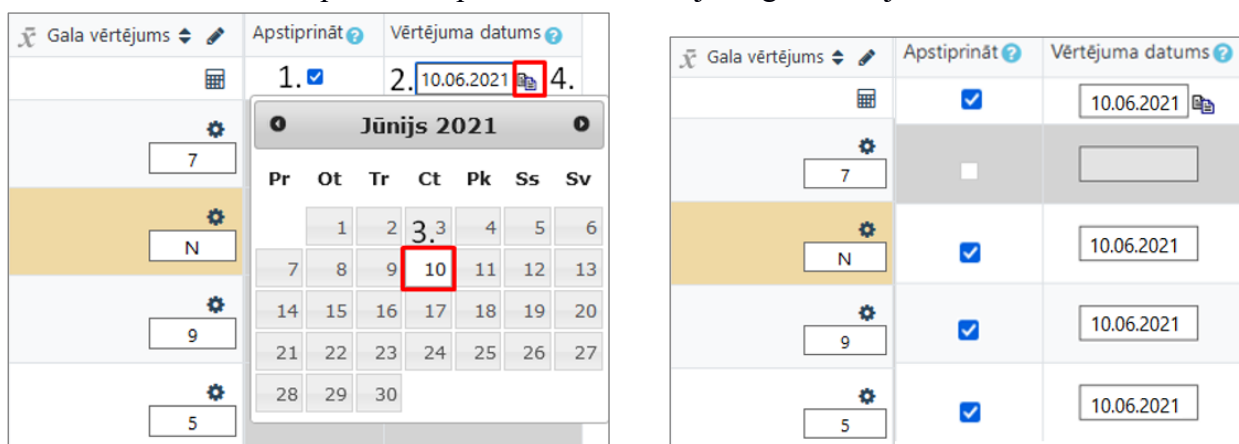 x̄ Gala vērtējums Apstiprināt Vērtējuma datums
1. 2. 10.06.2021 4.
7
N
9
5
Jūnijs 2021
Pr Ot Tr Ct Pk Ss Sv
1 2 3. 3 4 5 6
7 8 9 10 11 12 13
14 15 16 17 18 19 20
21 22 23 24 25 26 27
28 29 30
x̄ Gala vērtējums Apstiprināt Vērtējuma datums
10.06.2021
7
N 10.06.2021
9 10.06.2021
5 10.06.2021